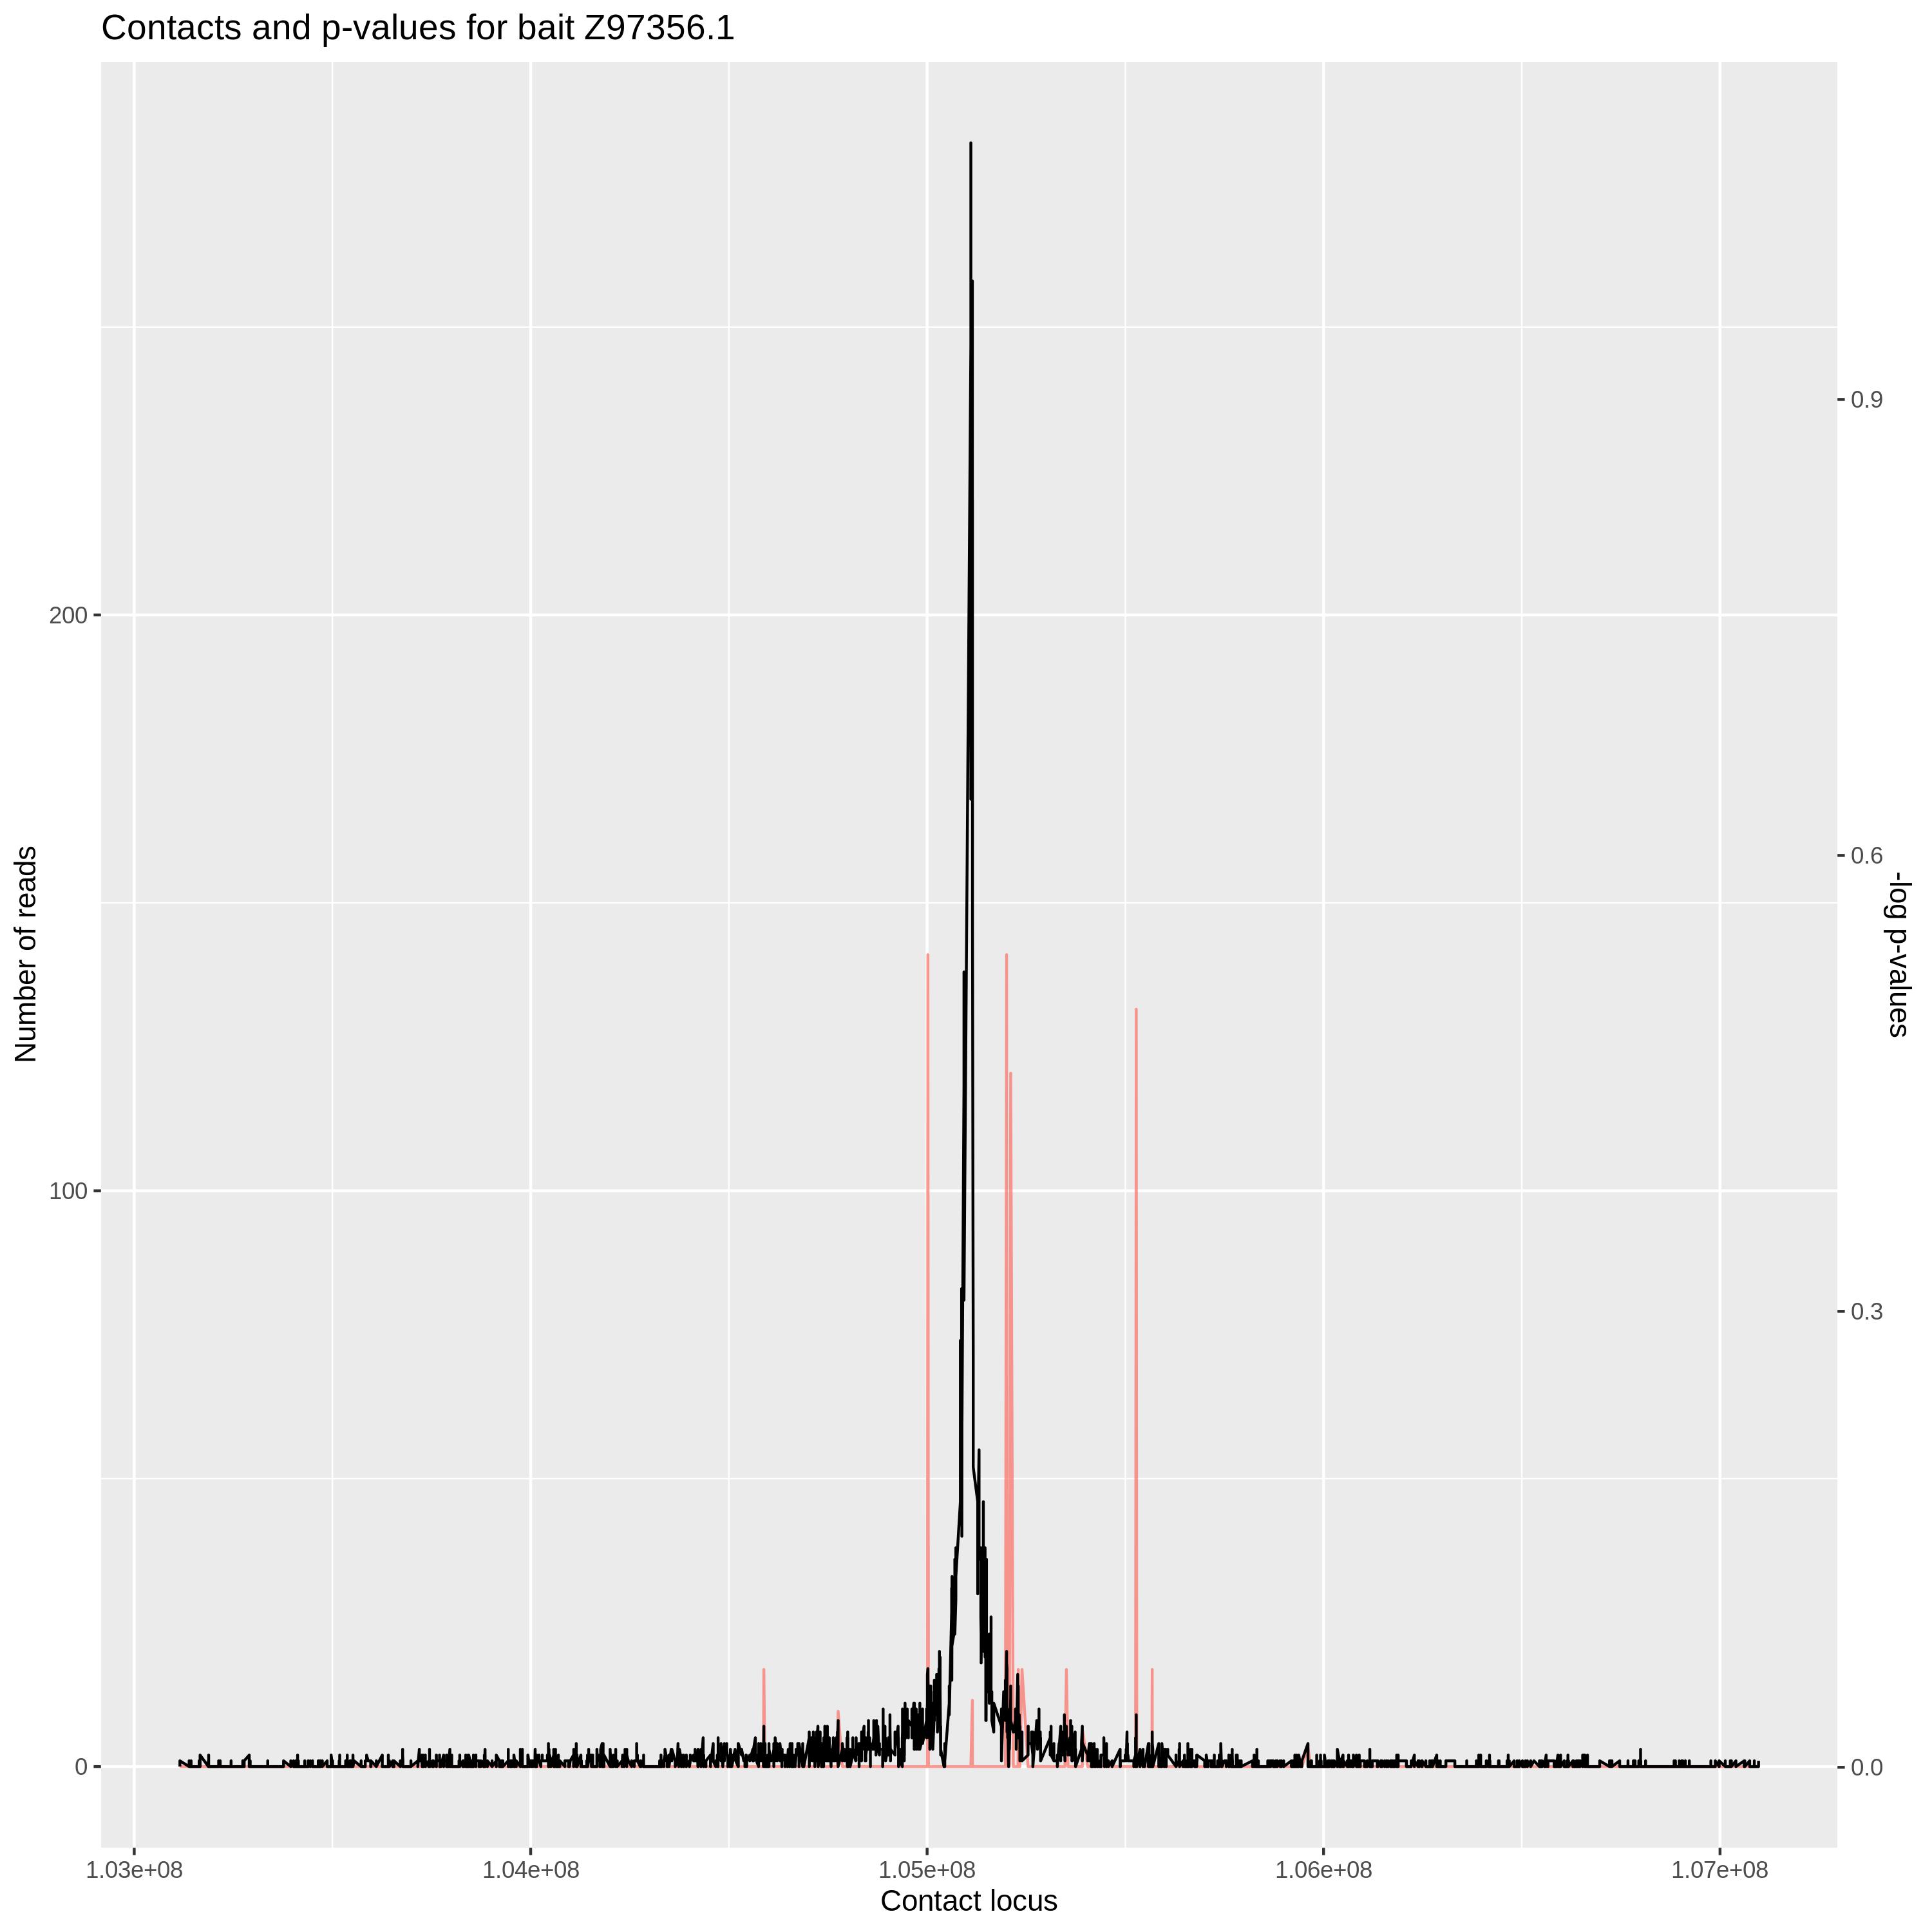 Contacts and p-values for bait Z97356.1
Number of reads
200
100
0
0.9
0.6
0.3
0.0
-log p-values
1.03e+08
1.04e+08
1.05e+08
1.06e+08
1.07e+08
Contact locus